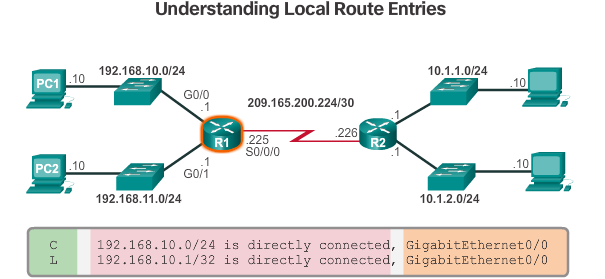 Understanding Local Route Entries
192.168.10.0/24
10.1.1.0/24
PC1
.10
G0/0
.1
209.165.200.224/30
.1
.10
R1
.225
S0/0/0
.226
R2
PC2
.10
.1
G0/1
.1
.10
192.168.11.0/24
10.1.2.0/24
C 192.168.10.0/24 is directly connected, GigabitEthernet0/0
L 192.168.10.1/32 is directly connected, GigabitEthernet0/0